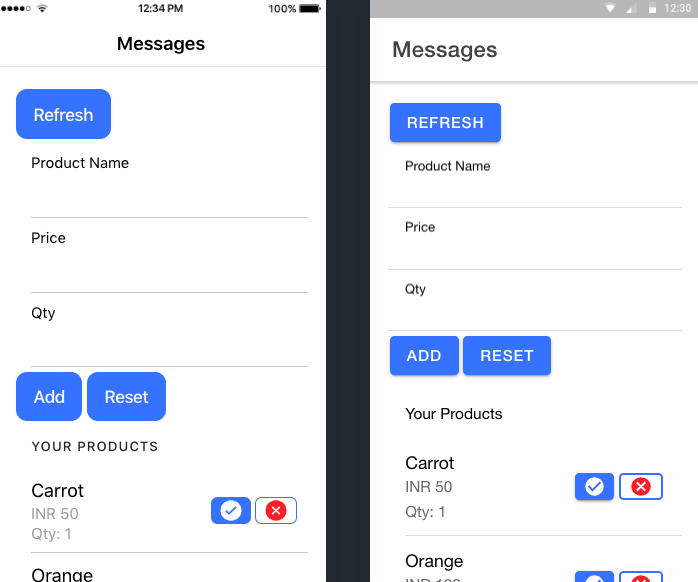 12:34 PM
100%
Messages
Refresh
Product Name
Price
Qty
Add
Reset
YOUR PRODUCTS
Carrot
INR 50
Qty: 1
Orange
12:30
Messages
REFRESH
Product Name
Price
Qty
ADD
RESET
Your Products
Carrot
INR 50
Qty: 1
Orange